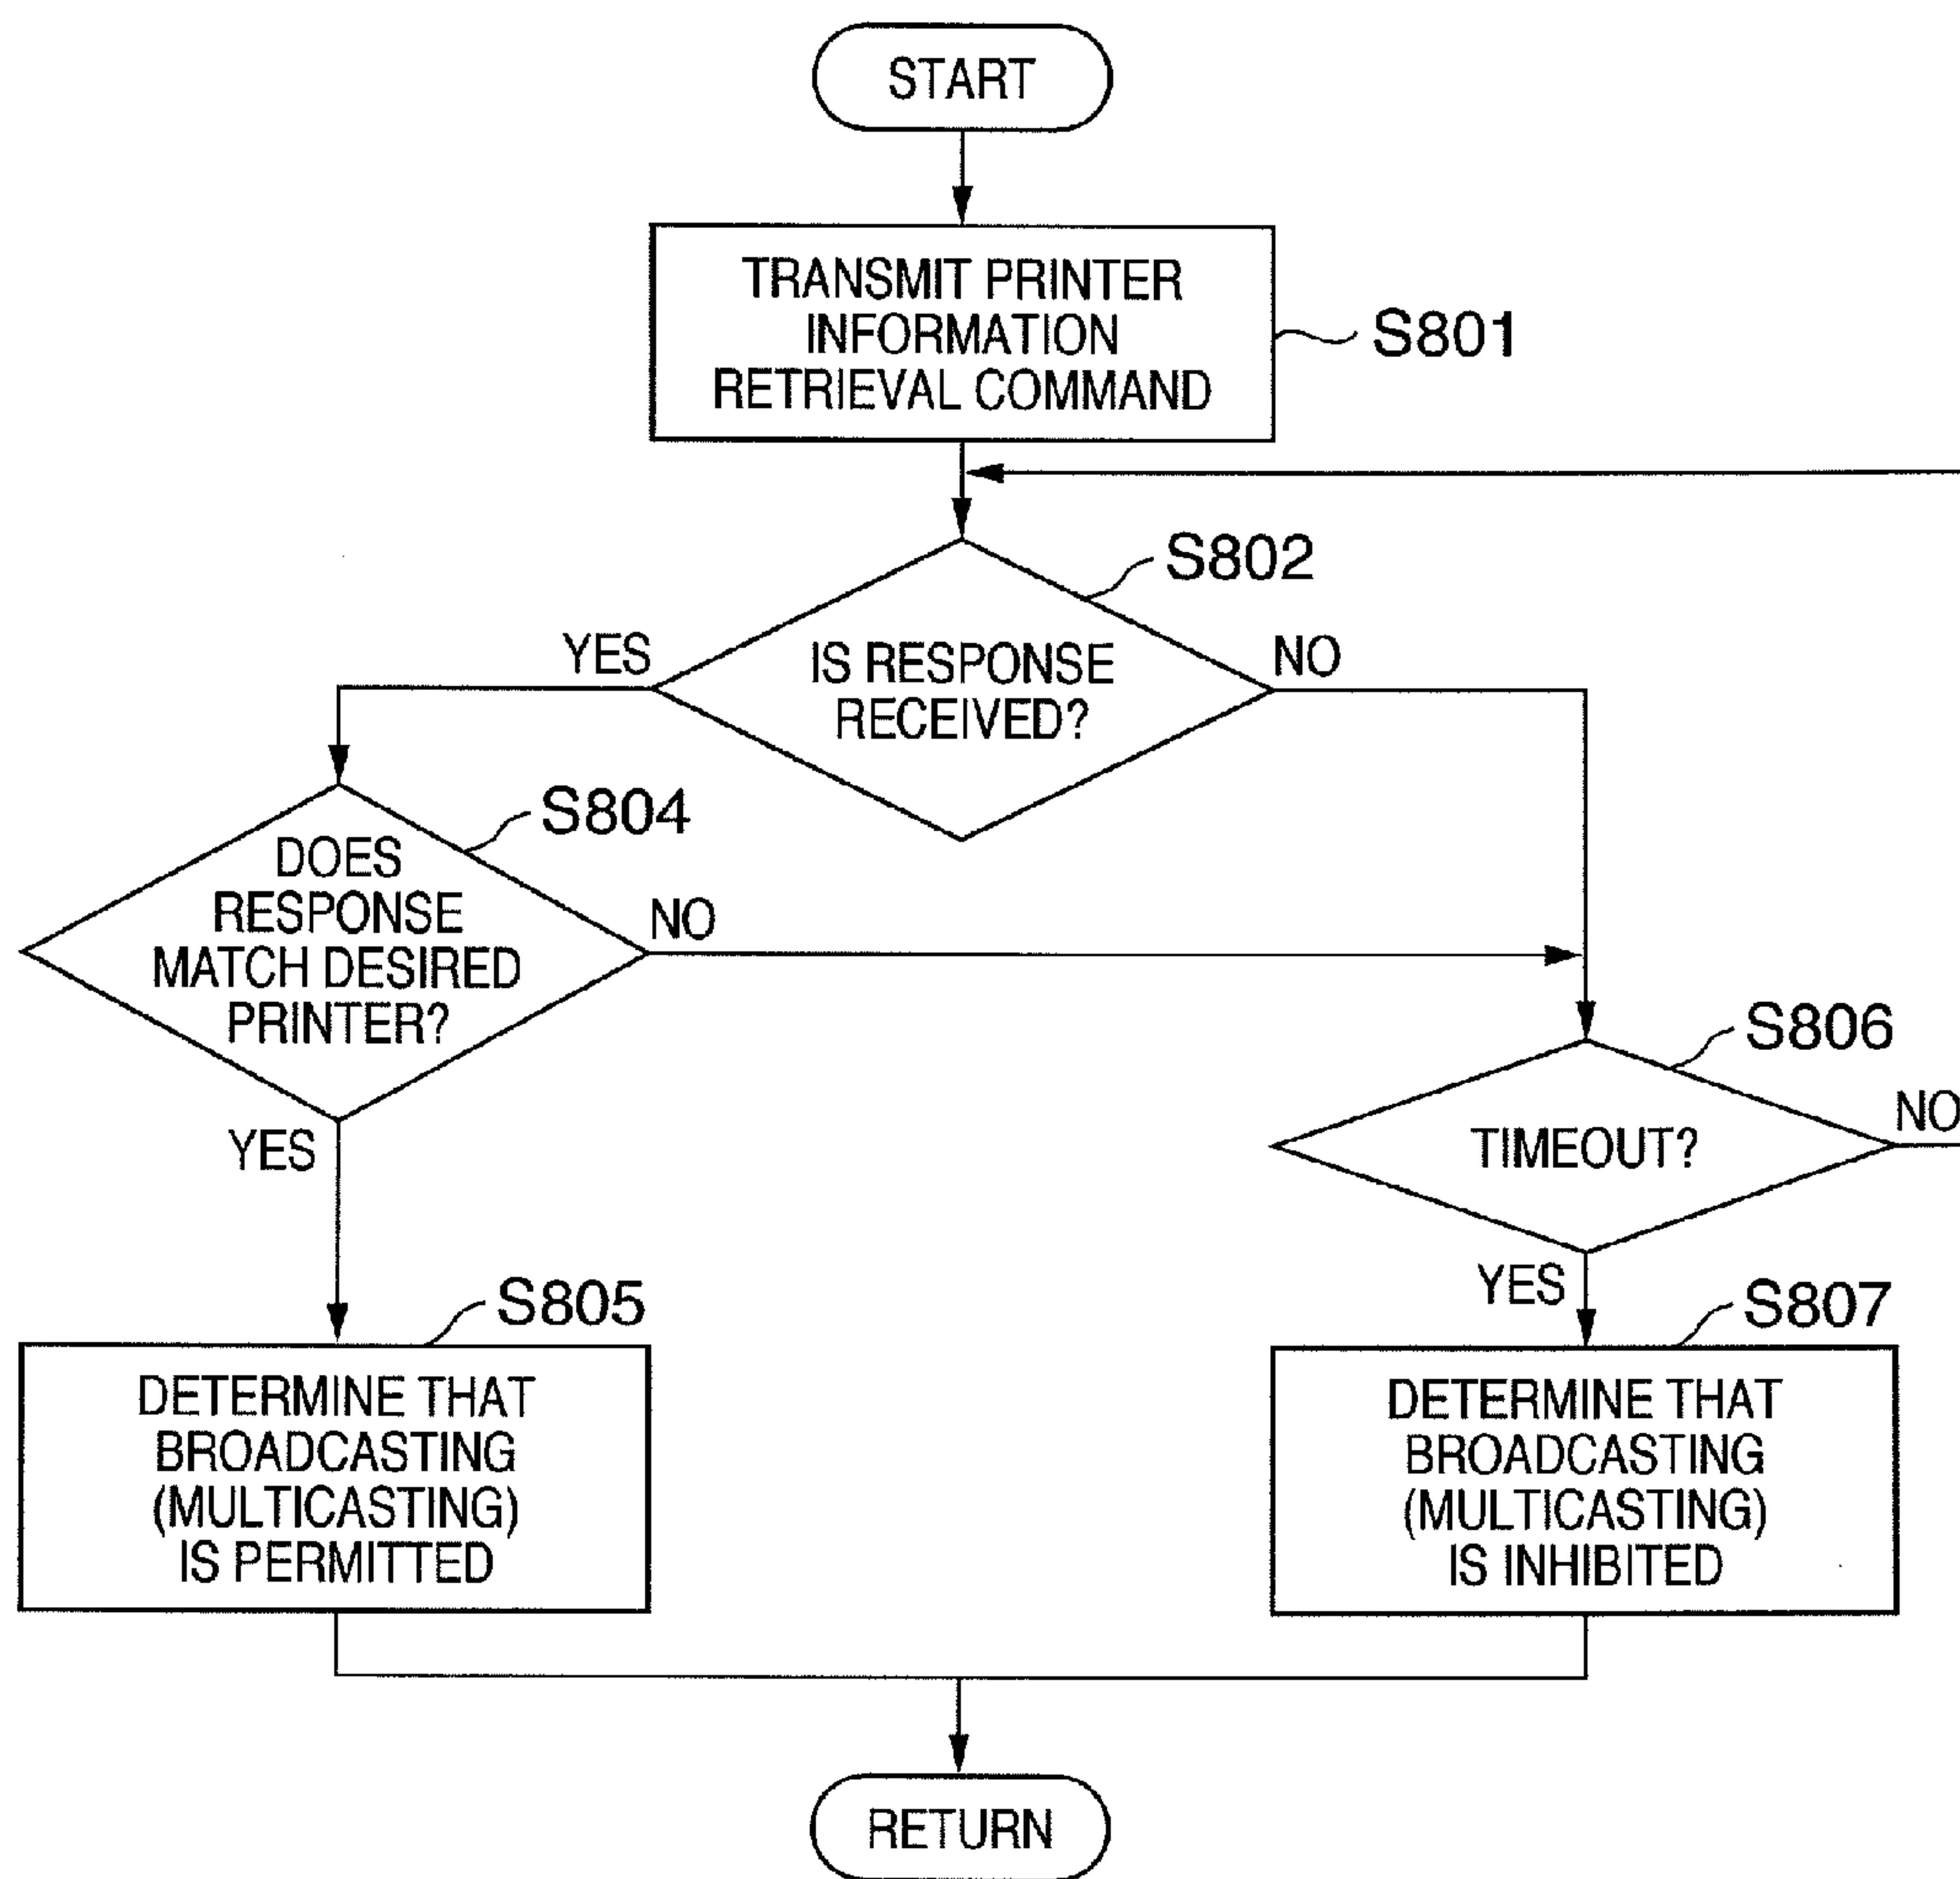 START
TRANSMIT PRINTER
INFORMATION
RETRIEVAL COMMAND
S801
S802
YES
IS RESPONSE
RECEIVED?
NO
S804
DOES
RESPONSE
MATCH DESIRED
PRINTER?
NO
YES
S806
TIMEOUT?
NO
YES
S805
DETERMINE THAT
BROADCASTING
(MULTICASTING)
IS PERMITTED
S807
DETERMINE THAT
BROADCASTING
(MULTICASTING)
IS INHIBITED
RETURN